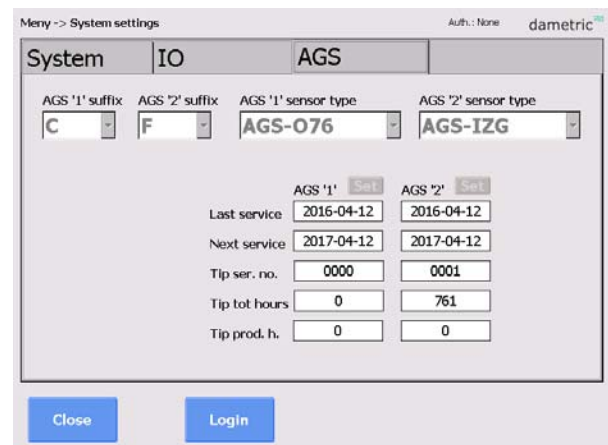 Meny -> System settings Auth.: None dametric
System IO AGS
AGS '1' suffix AGS '2' suffix AGS '1' sensor type AGS '2' sensor type
C F AGS-O76 AGS-IZG
AGS '1' Set AGS '2' Set
Last service 2016-04-12 2016-04-12
Next service 2017-04-12 2017-04-12
Tip ser. no. 0000 0001
Tip tot hours 0 761
Tip prod. h. 0 0
Close Login